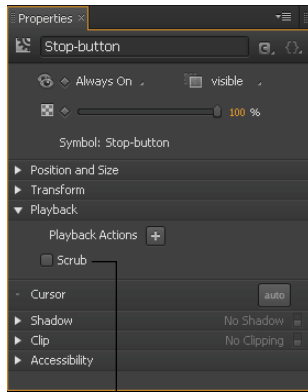 Properties ×
Stop-button
Always On
visible
100 %
Symbol: Stop-button
Position and Size
Transform
Playback
Playback Actions +
Scrub
Cursor auto
Shadow No Shadow
Clip No Clipping
Accessibility